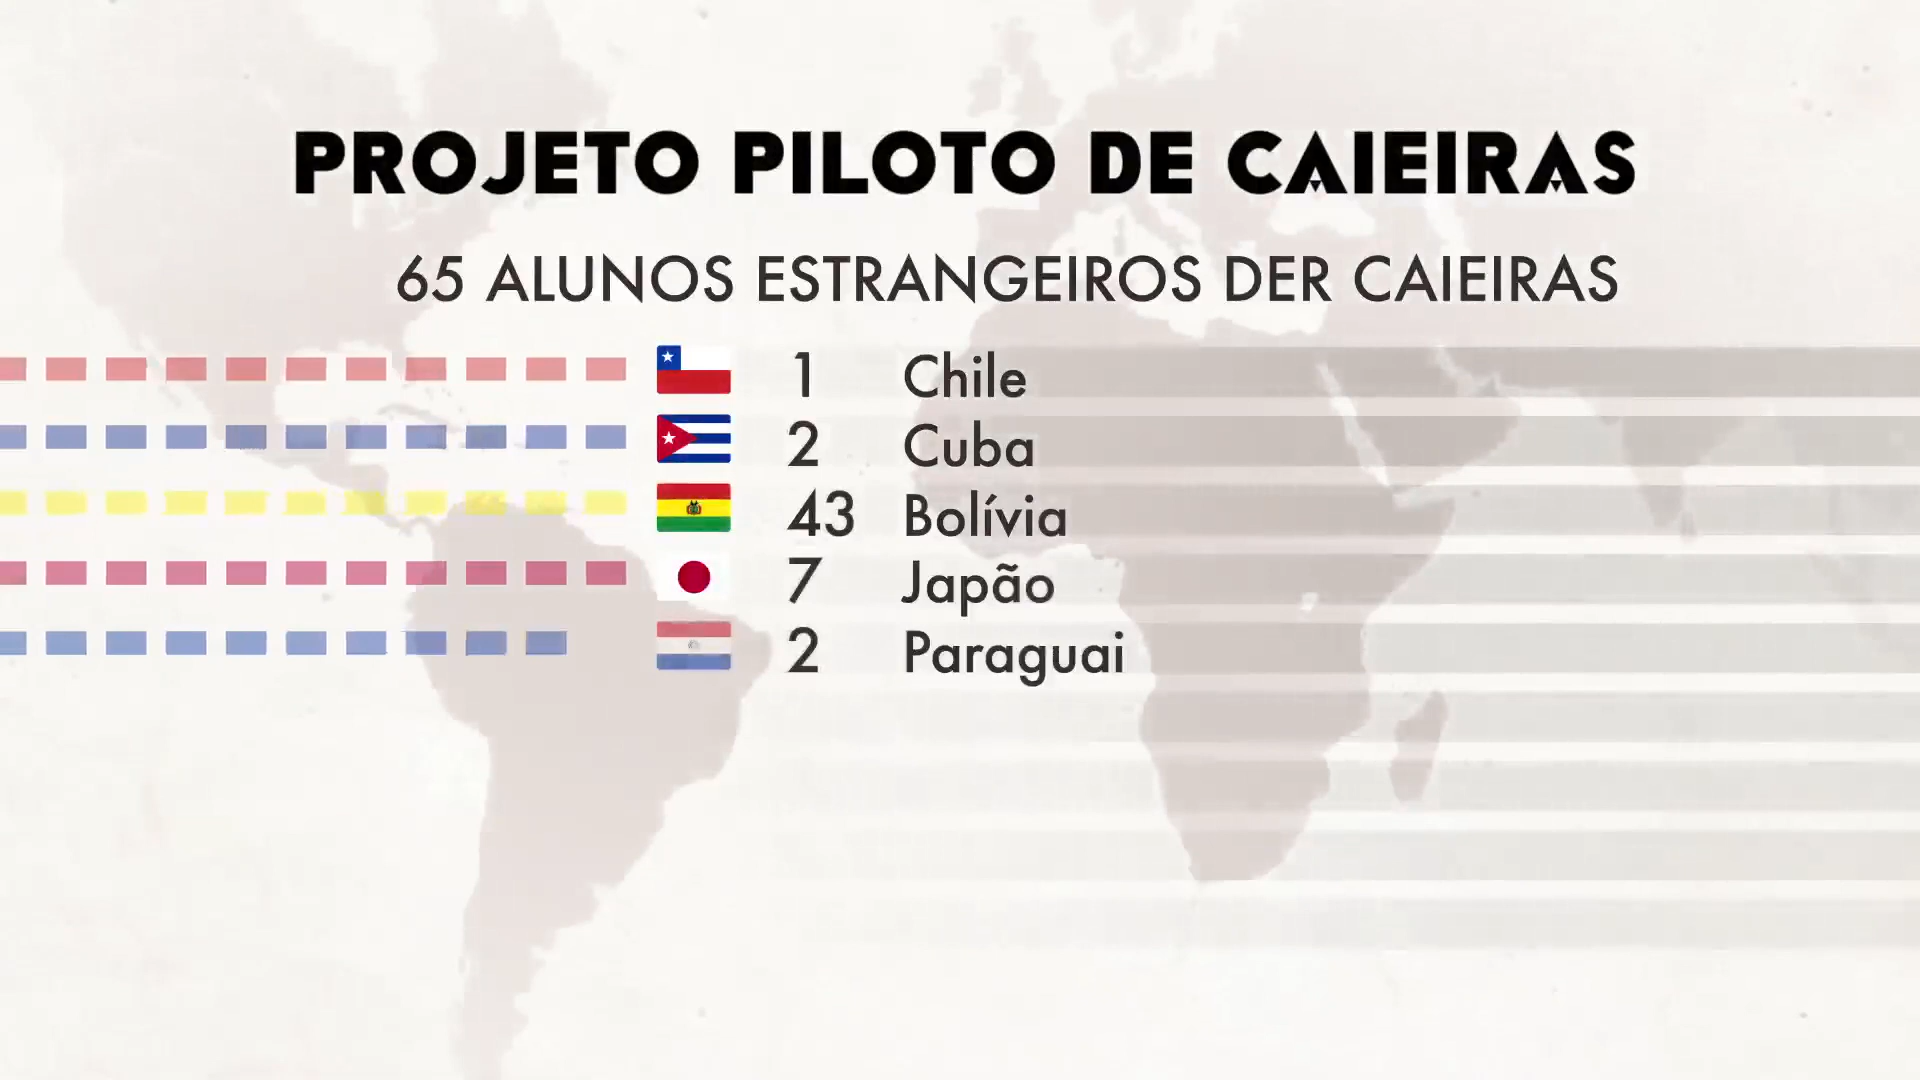 PROJETO PILOTO DE CAIEIRAS
65 ALUNOS ESTRANGEIROS DER CAIEIRAS
1 Chile
2 Cuba
43 Bolívia
7 Japão
2 Paraguai